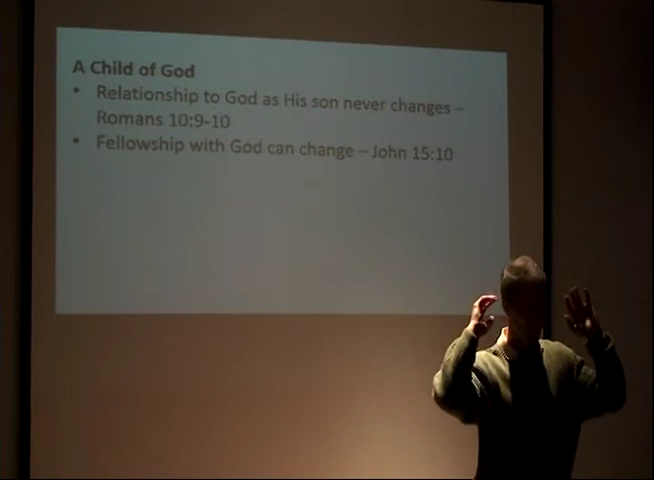 A Child of God
• Relationship to God as His son never changes –
Romans 10:9-10
• Fellowship with God can change – John 15:10